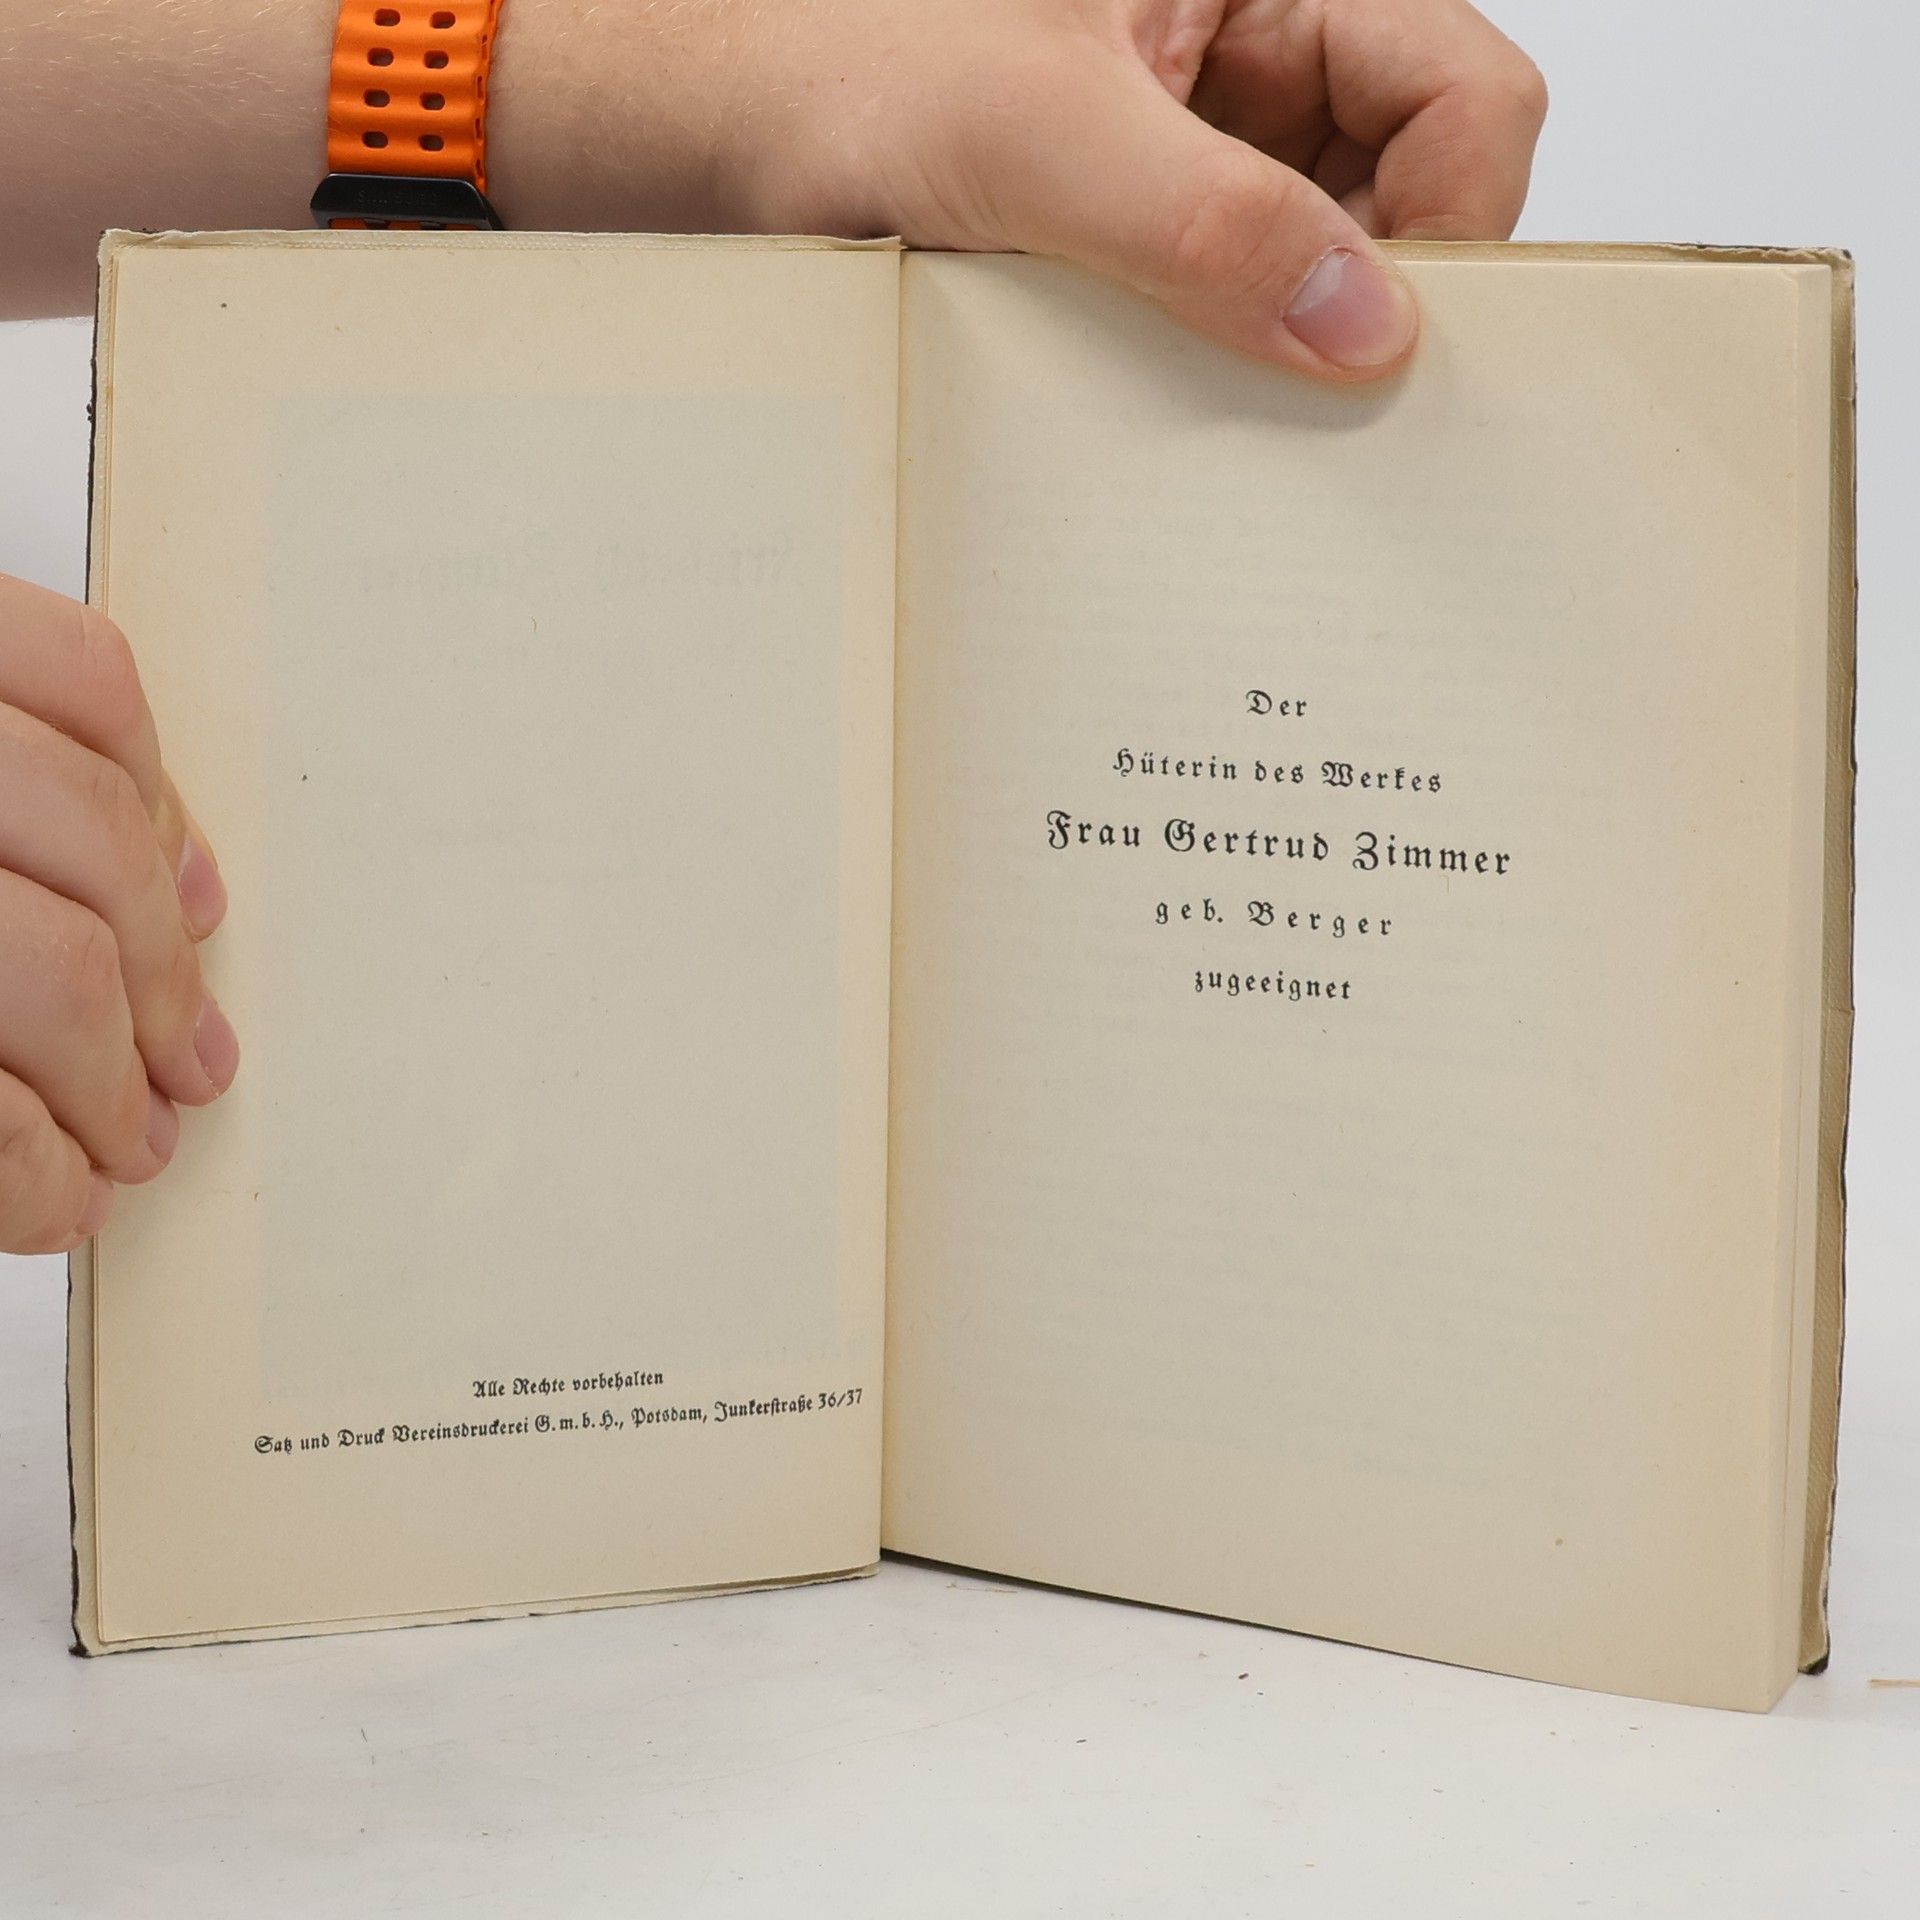 Alle Rechte vorbehalten
Satz und Druck Vereinsdruckerei G.m.b.H., Potsdam, Junkerstraße 36/37
Der
Hüterin des Werkes
Frau Gertrud Zimmer
geb. Berger
zugeeignet